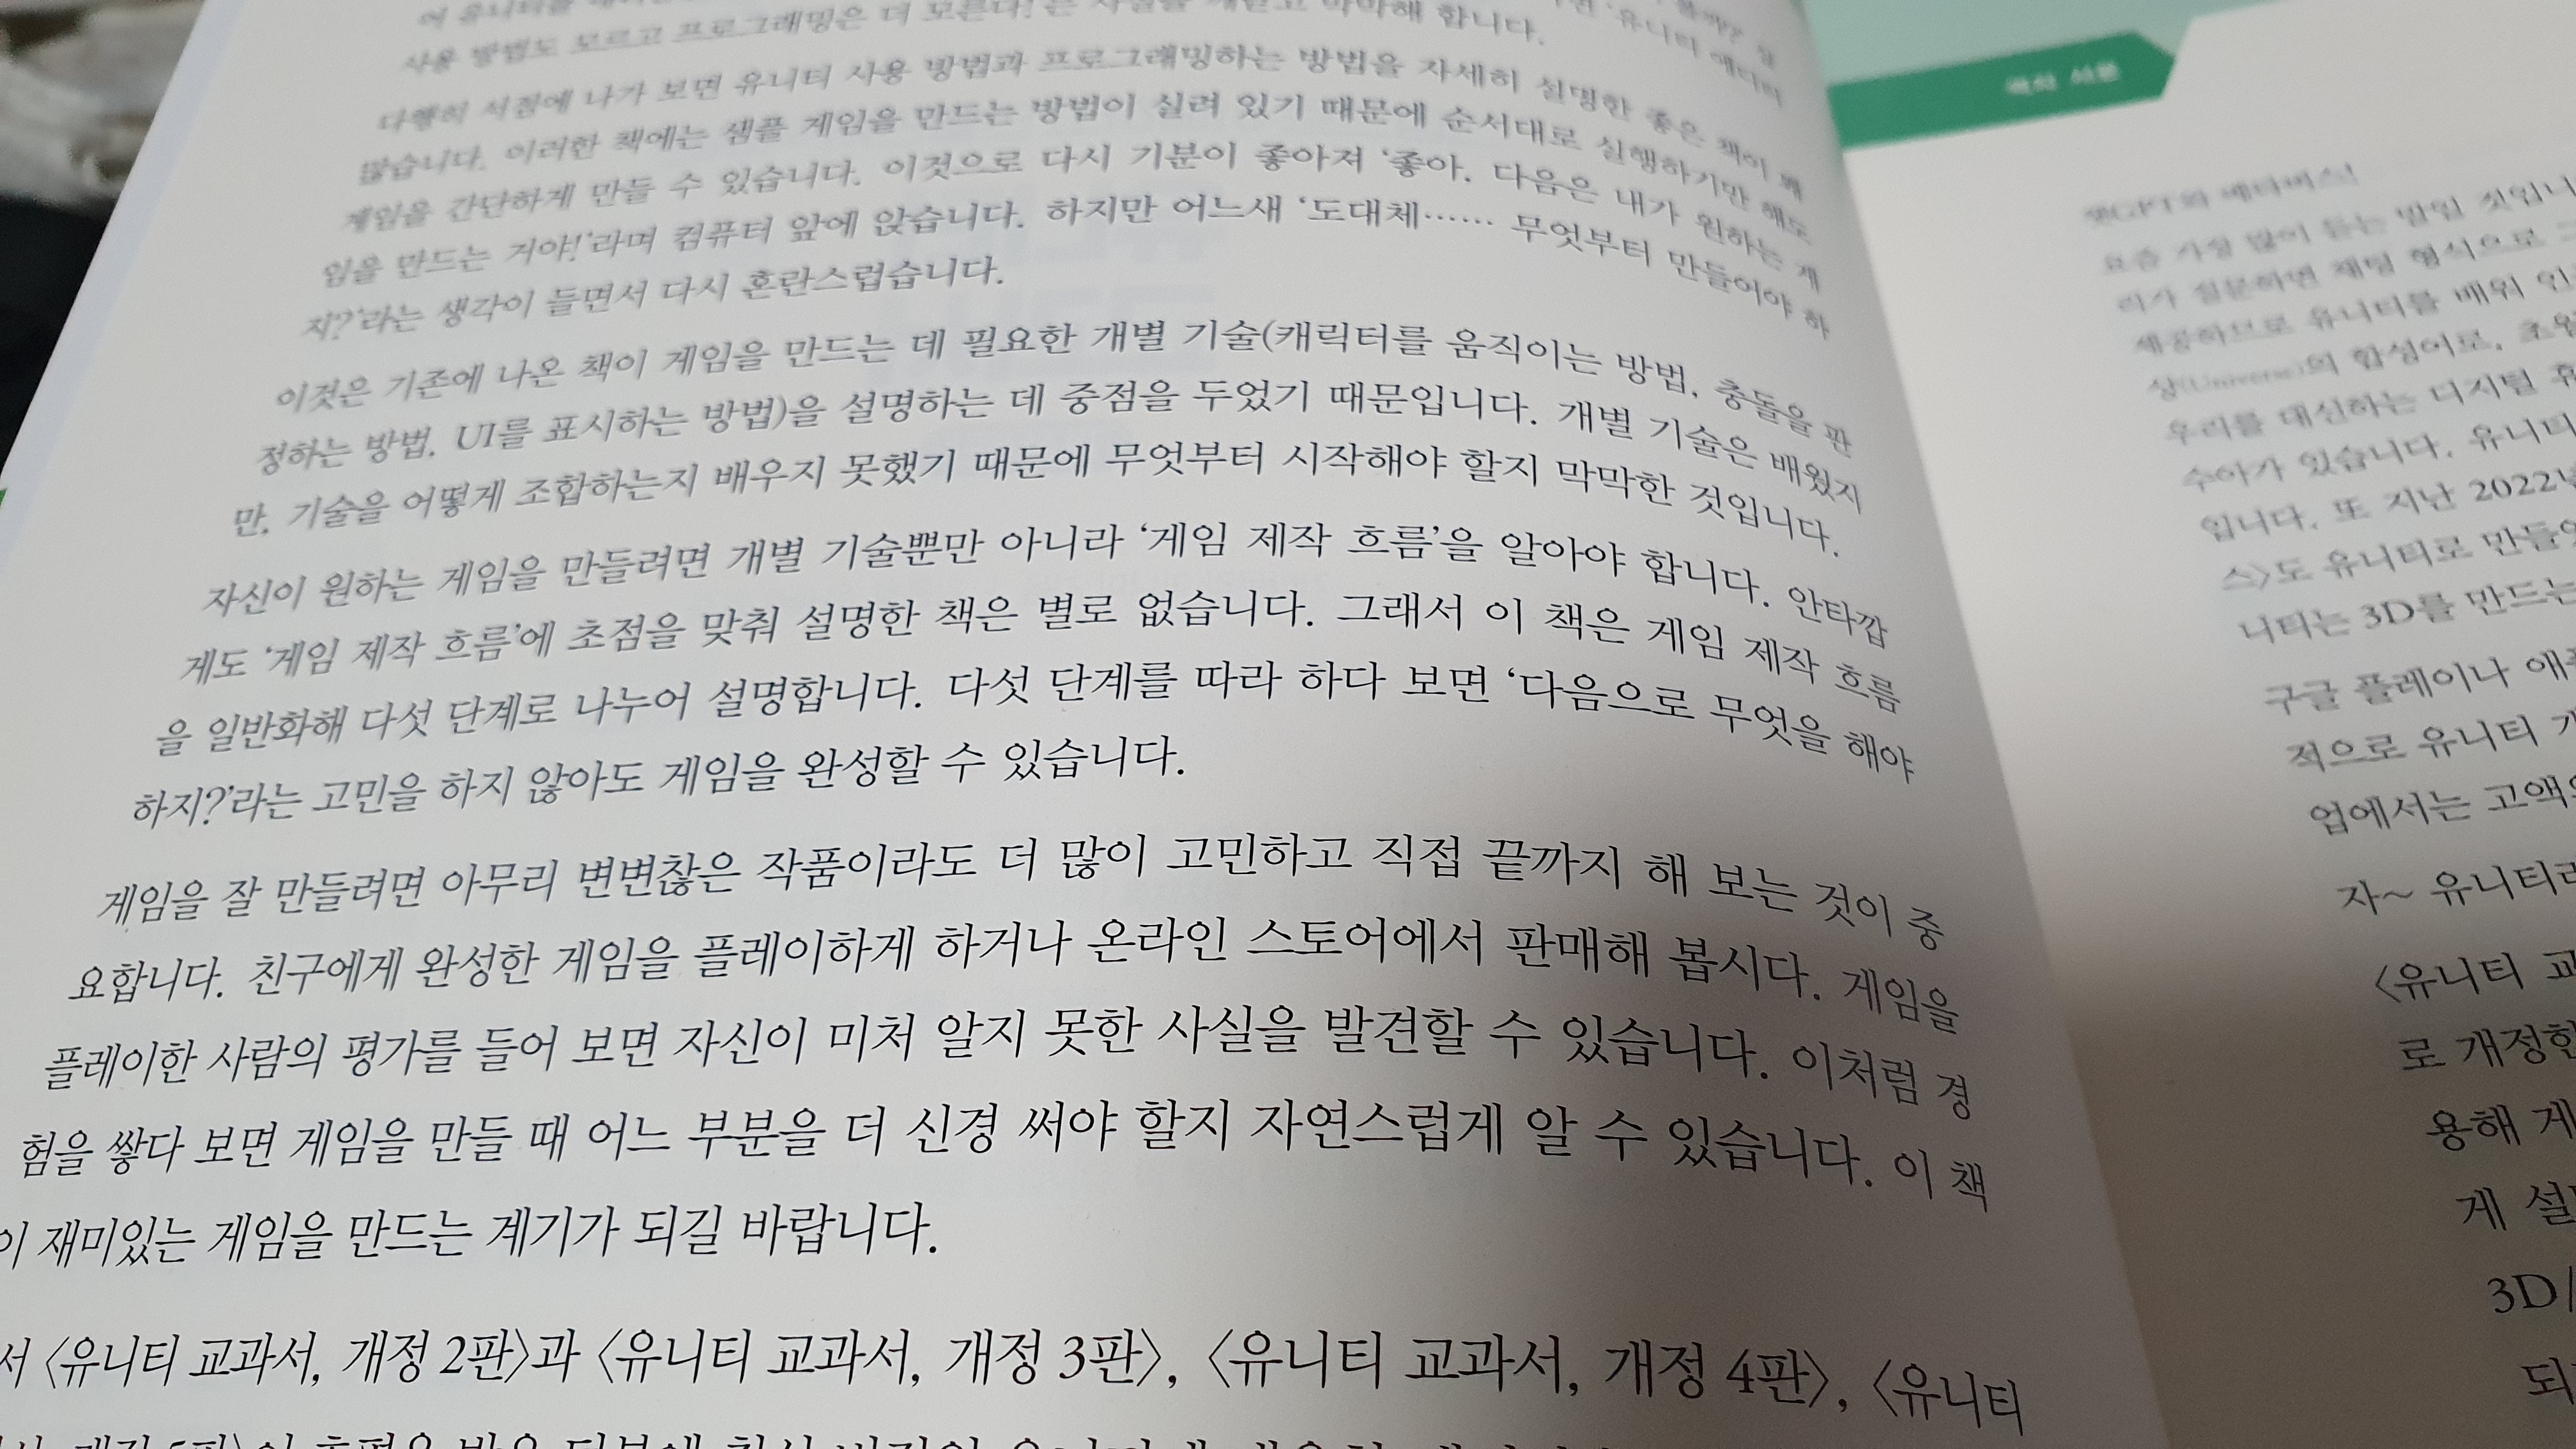 사용 방법도 모르고 프로그래밍은 더 모른다!'는 사실을 깨닫고 막막해 합니다.
다행히 서점에 나가 보면 유니티 사용 방법과 프로그래밍하는 방법을 자세히 설명한 좋은 책이 꽤
많습니다. 이러한 책에는 샘플 게임을 만드는 방법이 실려 있기 때문에 순서대로 실행하기만 해도
게임을 간단하게 만들 수 있습니다. 이것으로 다시 기분이 좋아져 '좋아. 다음은 내가 원하는 게
임을 만드는 거야!'라며 컴퓨터 앞에 앉습니다. 하지만 어느새 '도대체…… 무엇부터 만들어야 하
지?'라는 생각이 들면서 다시 혼란스럽습니다.
이것은 기존에 나온 책이 게임을 만드는 데 필요한 개별 기술(캐릭터를 움직이는 방법, 충돌을 판
정하는 방법, UI를 표시하는 방법)을 설명하는 데 중점을 두었기 때문입니다. 개별 기술은 배웠지
만, 기술을 어떻게 조합하는지 배우지 못했기 때문에 무엇부터 시작해야 할지 막막한 것입니다.
자신이 원하는 게임을 만들려면 개별 기술뿐만 아니라 '게임 제작 흐름'을 알아야 합니다. 안타깝
게도 '게임 제작 흐름'에 초점을 맞춰 설명한 책은 별로 없습니다. 그래서 이 책은 게임 제작 흐름
을 일반화해 다섯 단계로 나누어 설명합니다. 다섯 단계를 따라 하다 보면 '다음으로 무엇을 해야
하지?'라는 고민을 하지 않아도 게임을 완성할 수 있습니다.
게임을 잘 만들려면 아무리 변변찮은 작품이라도 더 많이 고민하고 직접 끝까지 해 보는 것이 중
요합니다. 친구에게 완성한 게임을 플레이하게 하거나 온라인 스토어에서 판매해 봅시다. 게임을
플레이한 사람의 평가를 들어 보면 자신이 미처 알지 못한 사실을 발견할 수 있습니다. 이처럼 경
험을 쌓다 보면 게임을 만들 때 어느 부분을 더 신경 써야 할지 자연스럽게 알 수 있습니다. 이 책
이 재미있는 게임을 만드는 계기가 되길 바랍니다.
서 〈유니티 교과서, 개정 2판〉과 〈유니티 교과서, 개정 3판〉, 〈유니티 교과서, 개정 4판〉, 〈유니티
역자 서문
챗GPT와 메타버스!
요즘 가장 많이 듣는 말일 것입니
리가 질문하면 채팅 형식으로
제공하므로 유니티를 배워
상(Universe)의 합성어로, 초월
우리를 대신하는 디지털
수아가 있습니다. 유니티
입니다. 또 지난 2022년
스〉도 유니티로 만들었
니티는 3D를 만드는
구글 플레이나 애플
적으로 유니티
업에서는 고액의
자~ 유니티라
〈유니티 교
로 개정한
용해 게
게 설
3D/
되